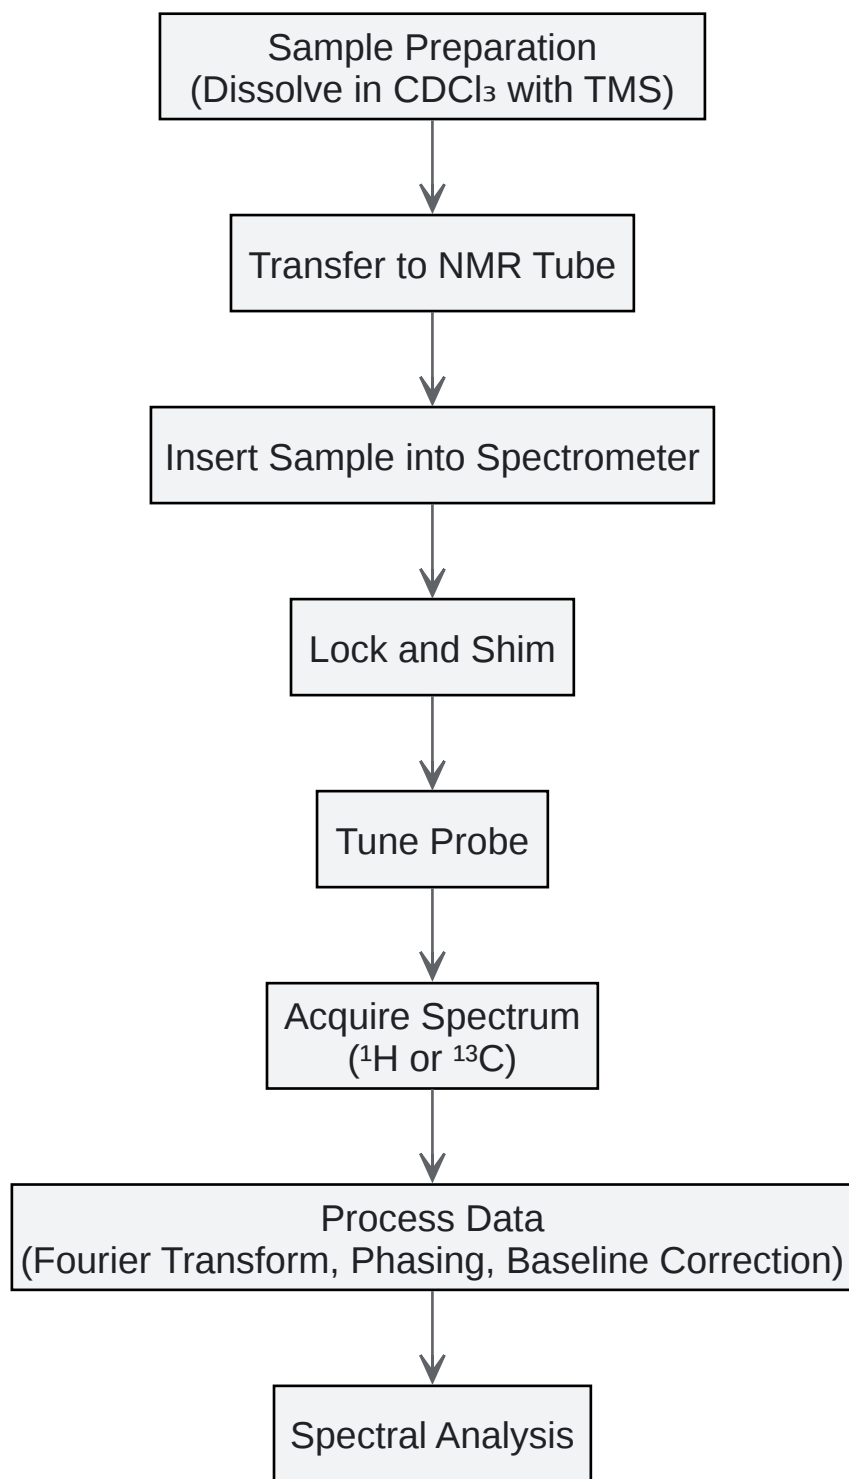 Sample Preparation
(Dissolve in CDCl₃ with TMS)
Transfer to NMR Tube
Insert Sample into Spectrometer
Lock and Shim
Tune Probe
Acquire Spectrum
(¹H or ¹³C)
Process Data
(Fourier Transform, Phasing, Baseline Correction)
Spectral Analysis